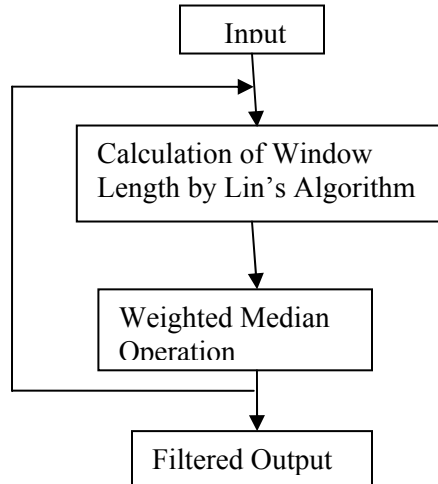 Input
Calculation of Window
Length by Lin’s Algorithm
Weighted Median
Operation
Filtered Output